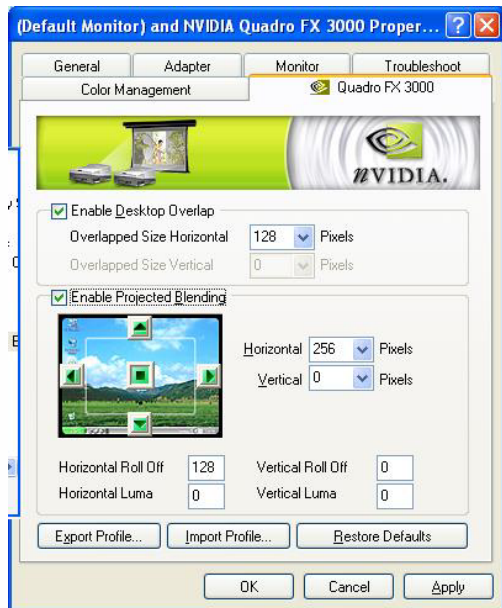 (Default Monitor) and NVIDIA Quadro FX 3000 Proper...
General Adapter Monitor Troubleshoot
Color Management Quadro FX 3000
nVIDIA.
Enable Desktop Overlap
Overlapped Size Horizontal 128 Pixels
Overlapped Size Vertical 0 Pixels
Enable Projected Blending
Horizontal 256 Pixels
Vertical 0 Pixels
Horizontal Roll Off 128 Vertical Roll Off 0
Horizontal Luma 0 Vertical Luma 0
Export Profile... Import Profile... Restore Defaults
OK Cancel Apply